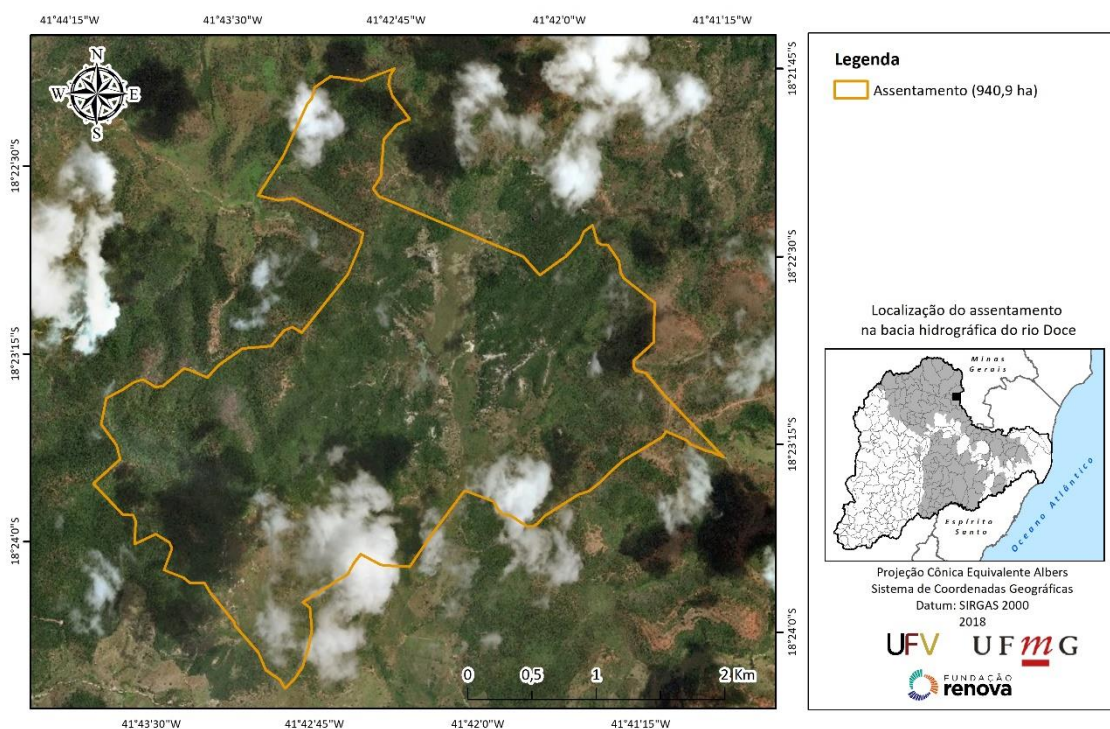 41°44'15"W
41°43'30"W
41°42'45"W
41°42'0"W
41°41'15"W
N
W
E
S
18°21'45"S
18°22'30"S
18°22'30"S
18°23'15"S
18°23'15"S
18°24'0"S
18°24'0"S
0 0,5 1 2 Km
41°43'30"W
41°42'45"W
41°42'0"W
41°41'15"W
Legenda
Assentamento (940,9 ha)
Localização do assentamento
na bacia hidrográfica do rio Doce
Minas
Gerais
Espírito
Santo
Oceano Atlântico
Projeção Cônica Equivalente Albers
Sistema de Coordenadas Geográficas
Datum: SIRGAS 2000
2018
UFV UFmG
FUNDAÇÃO
renova